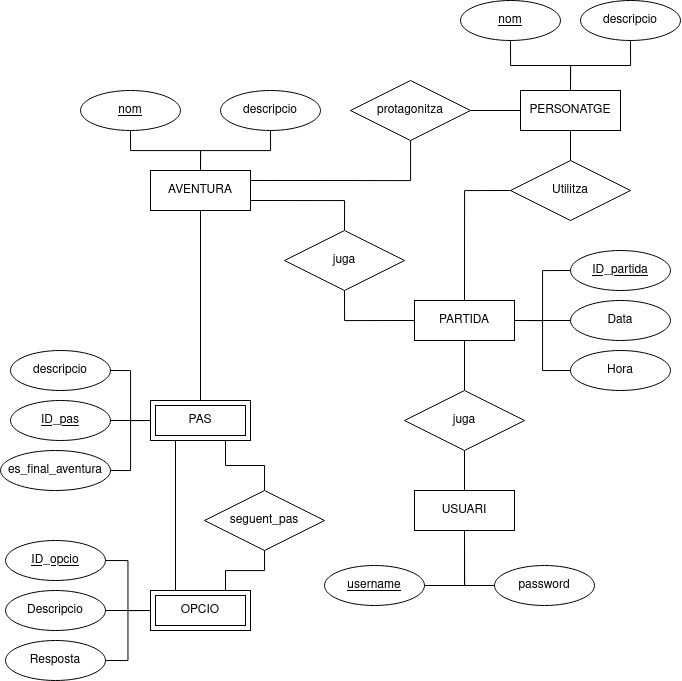 nom
descripcio
nom
descripcio
protagonitza
PERSONATGE
AVENTURA
Utilitza
juga
ID_partida
PARTIDA
Data
Hora
descripcio
ID_pas
PAS
juga
es_final_aventura
USUARI
seguent_pas
ID_opcio
username
password
Descripcio
OPCIO
Resposta